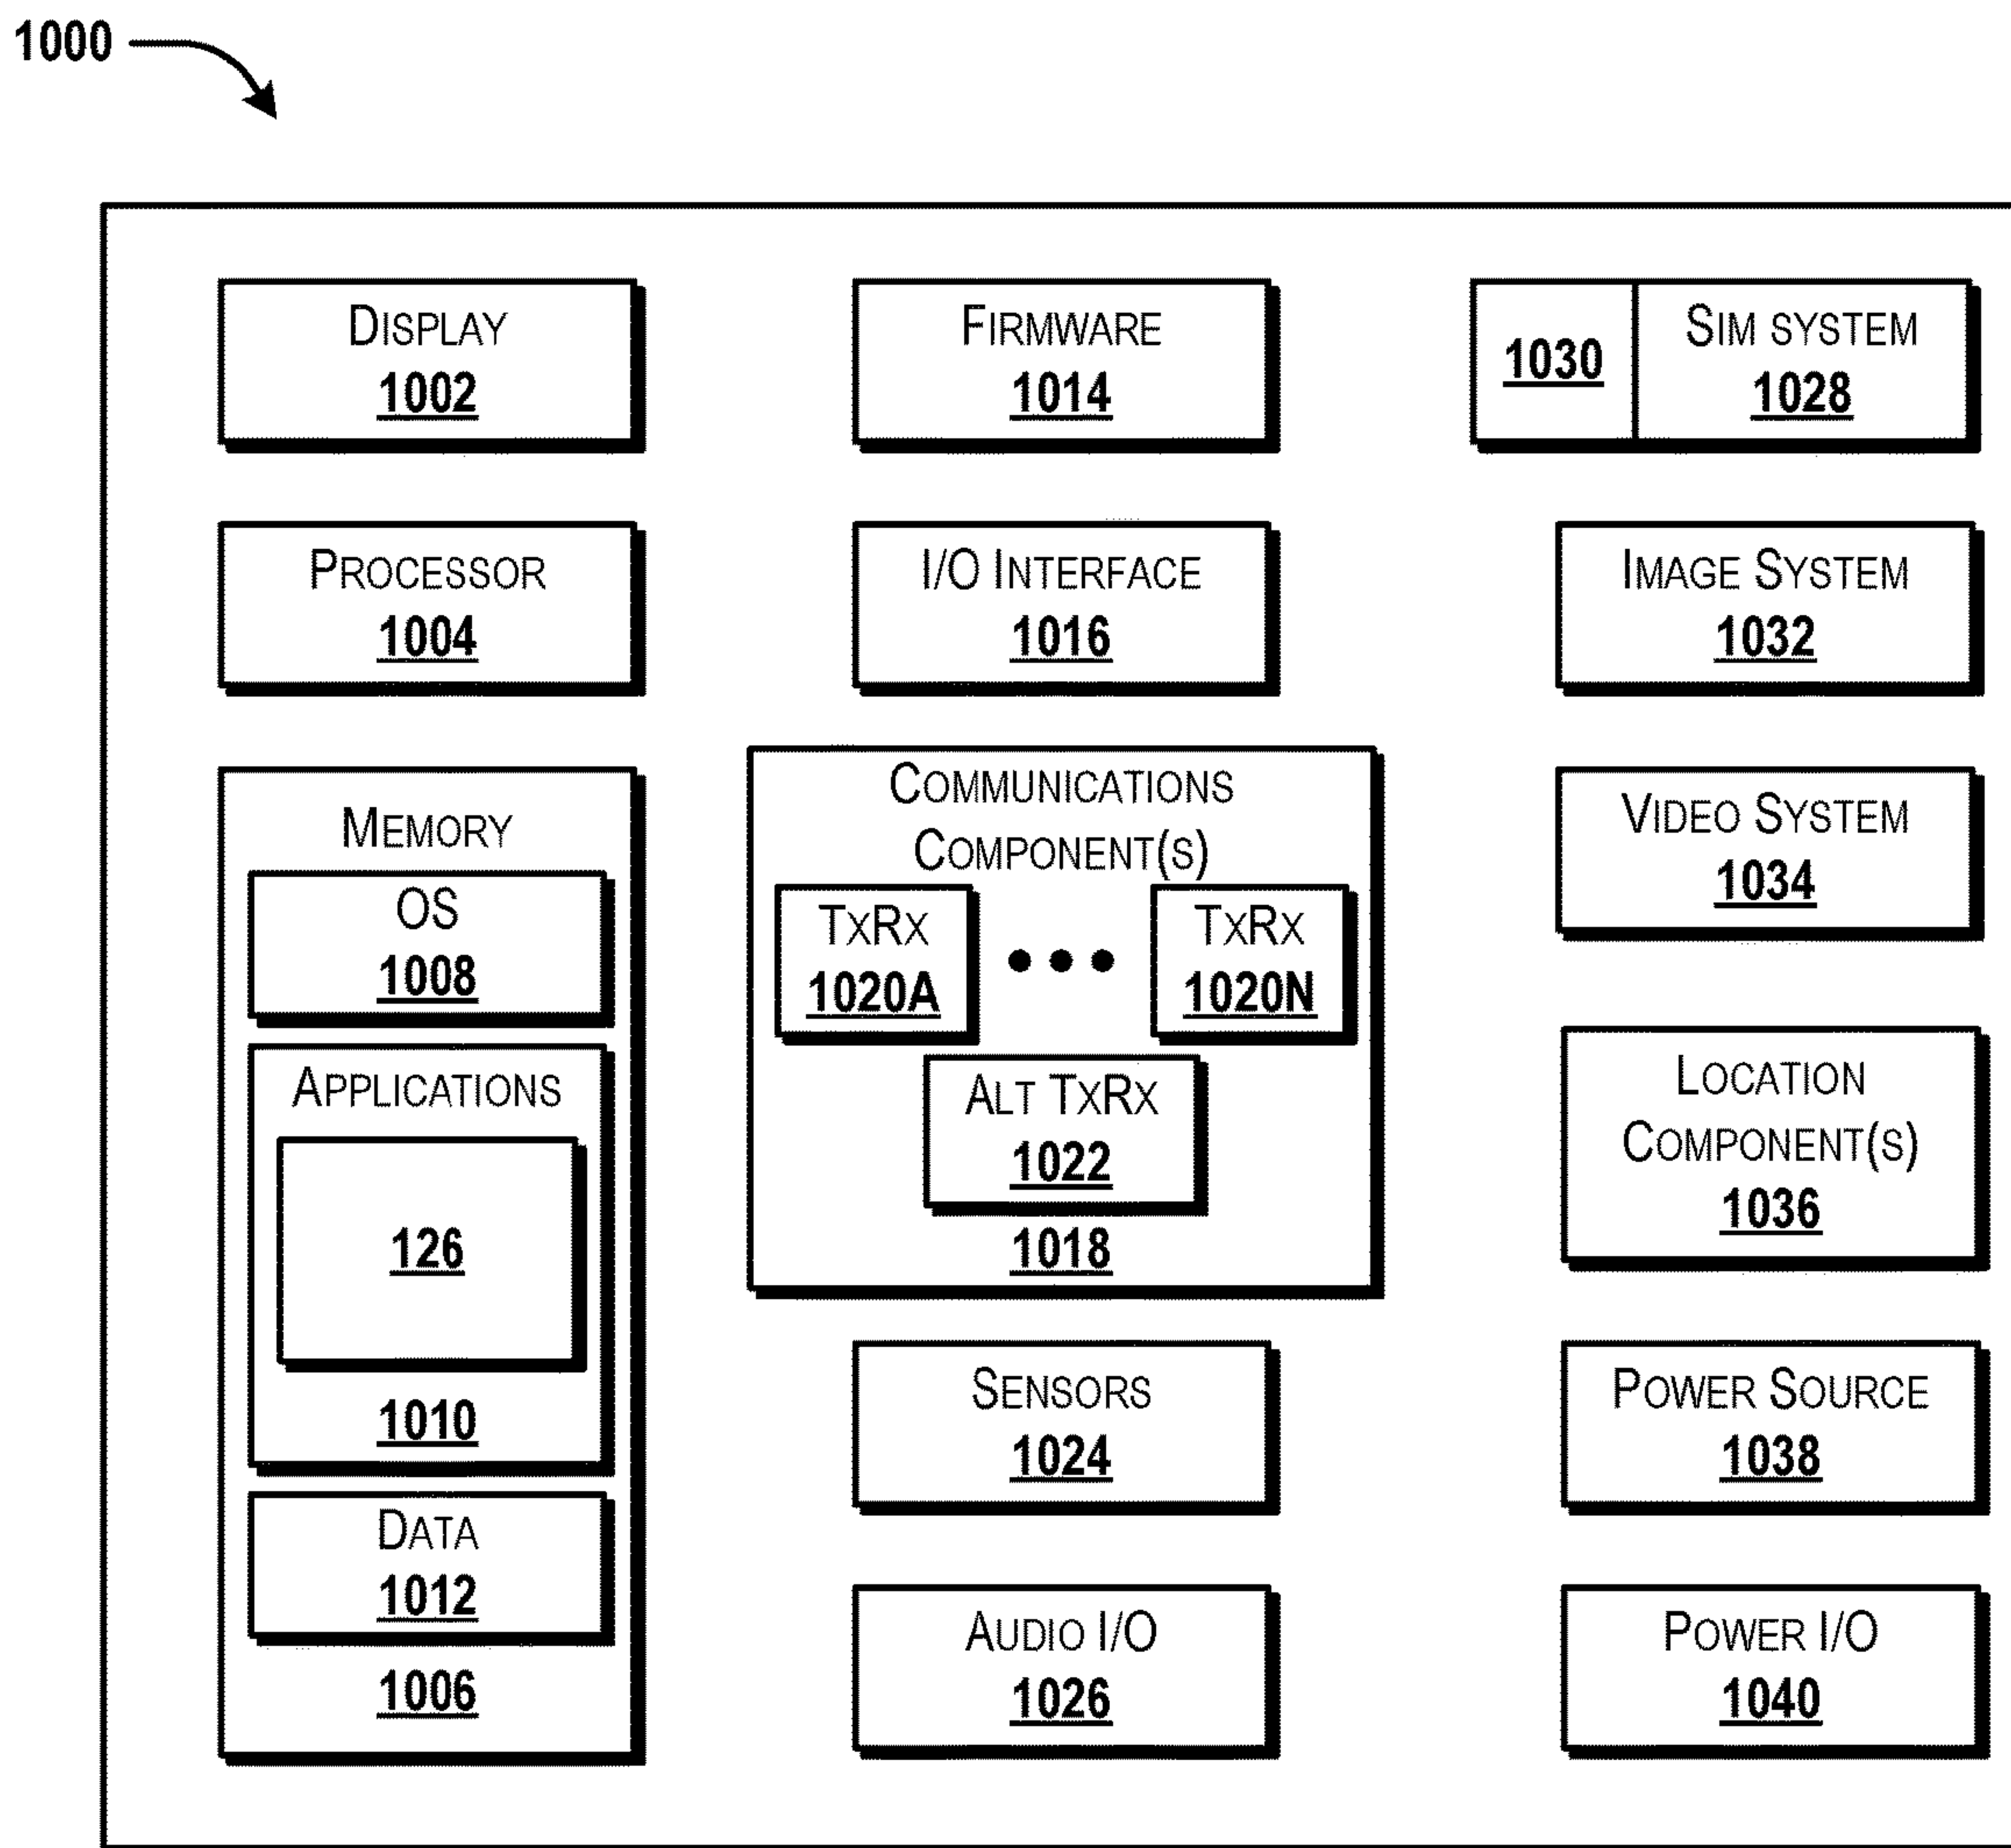 1000
DISPLAY
1002
PROCESSOR
1004
MEMORY
OS
1008
APPLICATIONS
126
1010
DATA
1012
1006
FIRMWARE
1014
I/O INTERFACE
1016
COMMUNICATIONS
COMPONENT(S)
TXRX
1020A
TXRX
1020N
ALT TXRX
1022
1018
SENSORS
1024
AUDIO I/O
1026
1030
SIM SYSTEM
1028
IMAGE SYSTEM
1032
VIDEO SYSTEM
1034
LOCATION
COMPONENT(S)
1036
POWER SOURCE
1038
POWER I/O
1040